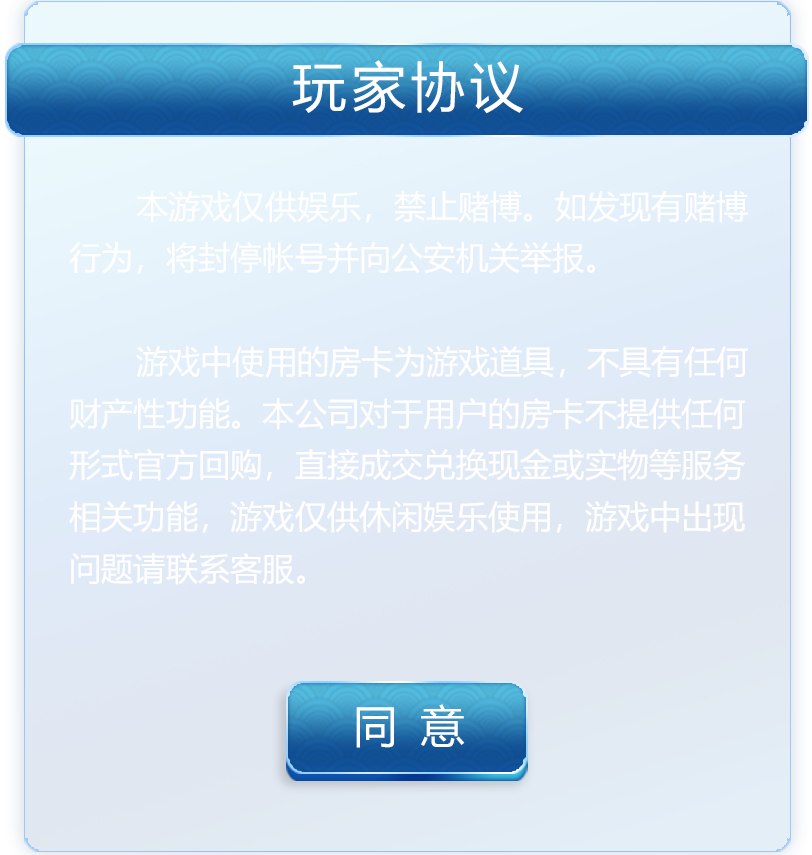 玩家协议
本游戏仅供娱乐，禁止赌博。如发现有赌博
行为，将封停帐号并向公安机关举报。
游戏中使用的房卡为游戏道具，不具有任何
财产性功能。本公司对于用户的房卡不提供任何
形式官方回购，直接成交兑换现金或实物等服务
相关功能，游戏仅供休闲娱乐使用，游戏中出现
问题请联系客服。
同 意